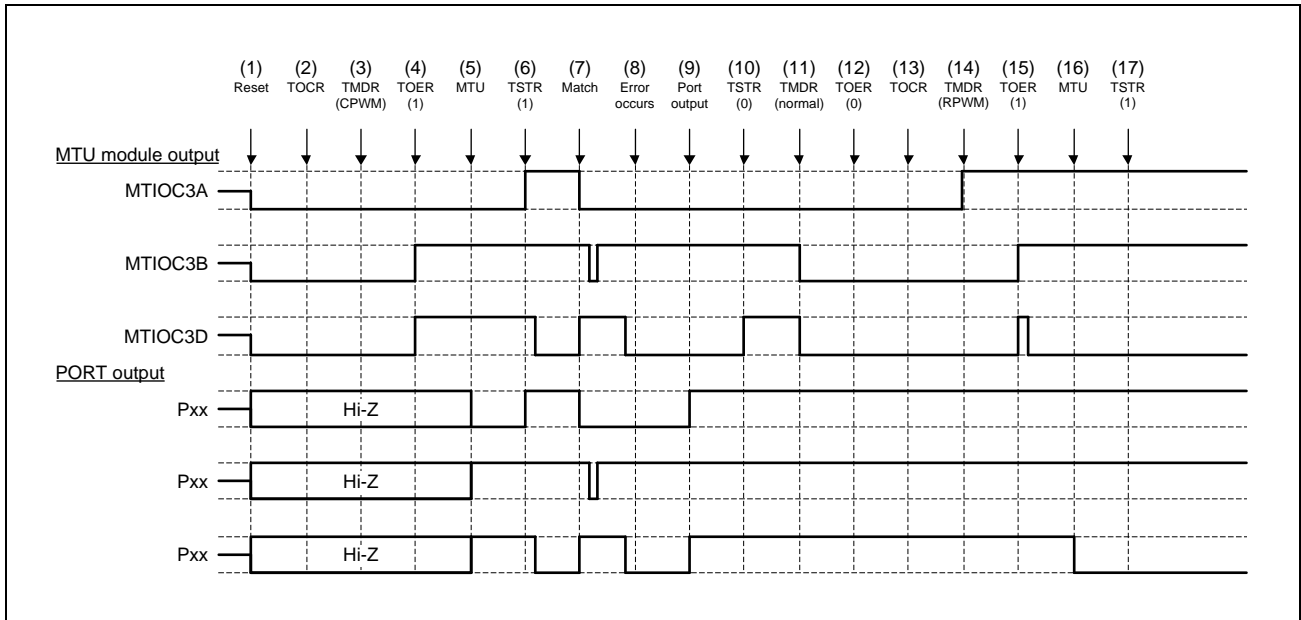 (1) (2) (3) (4) (5) (6) (7) (8) (9) (10) (11) (12) (13) (14) (15) (16) (17)
Reset TOCR TMDR TOER MTU TSTR Match Error Port TSTR TMDR TOER TOCR TMDR TOER MTU TSTR
(CPWM) (1) (1) occurs output (0) (normal) (0) (RPWM) (1) (1)
MTU module output
MTIOC3A
MTIOC3B
MTIOC3D
PORT output
Pxx Hi-Z
Pxx Hi-Z
Pxx Hi-Z